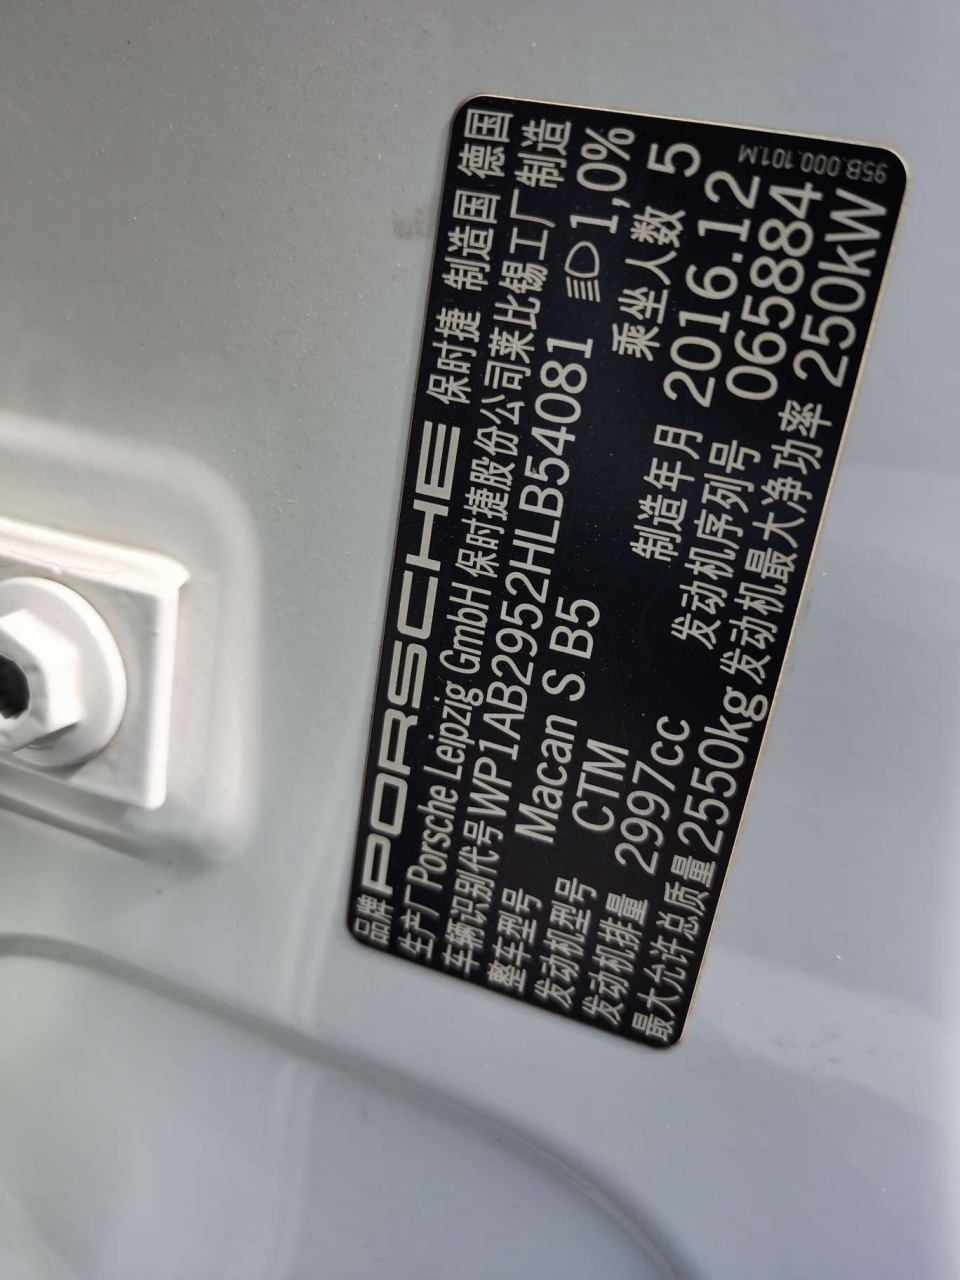 品牌 PORSCHE 保时捷 制造国 德国
生产厂 Porsche Leipzig GmbH 保时捷股份公司莱比锡工厂 制造
车辆识别代号 WP1AB2952HLB54081 1,0%
整车型号 Macan S B5 乘坐人数 5
发动机型号 CTM 制造年月 2016.12
发动机排量 2997cc 发动机序列号 065884
最大允许总质量 2550kg 发动机最大净功率 250kW
95B.000.101.M